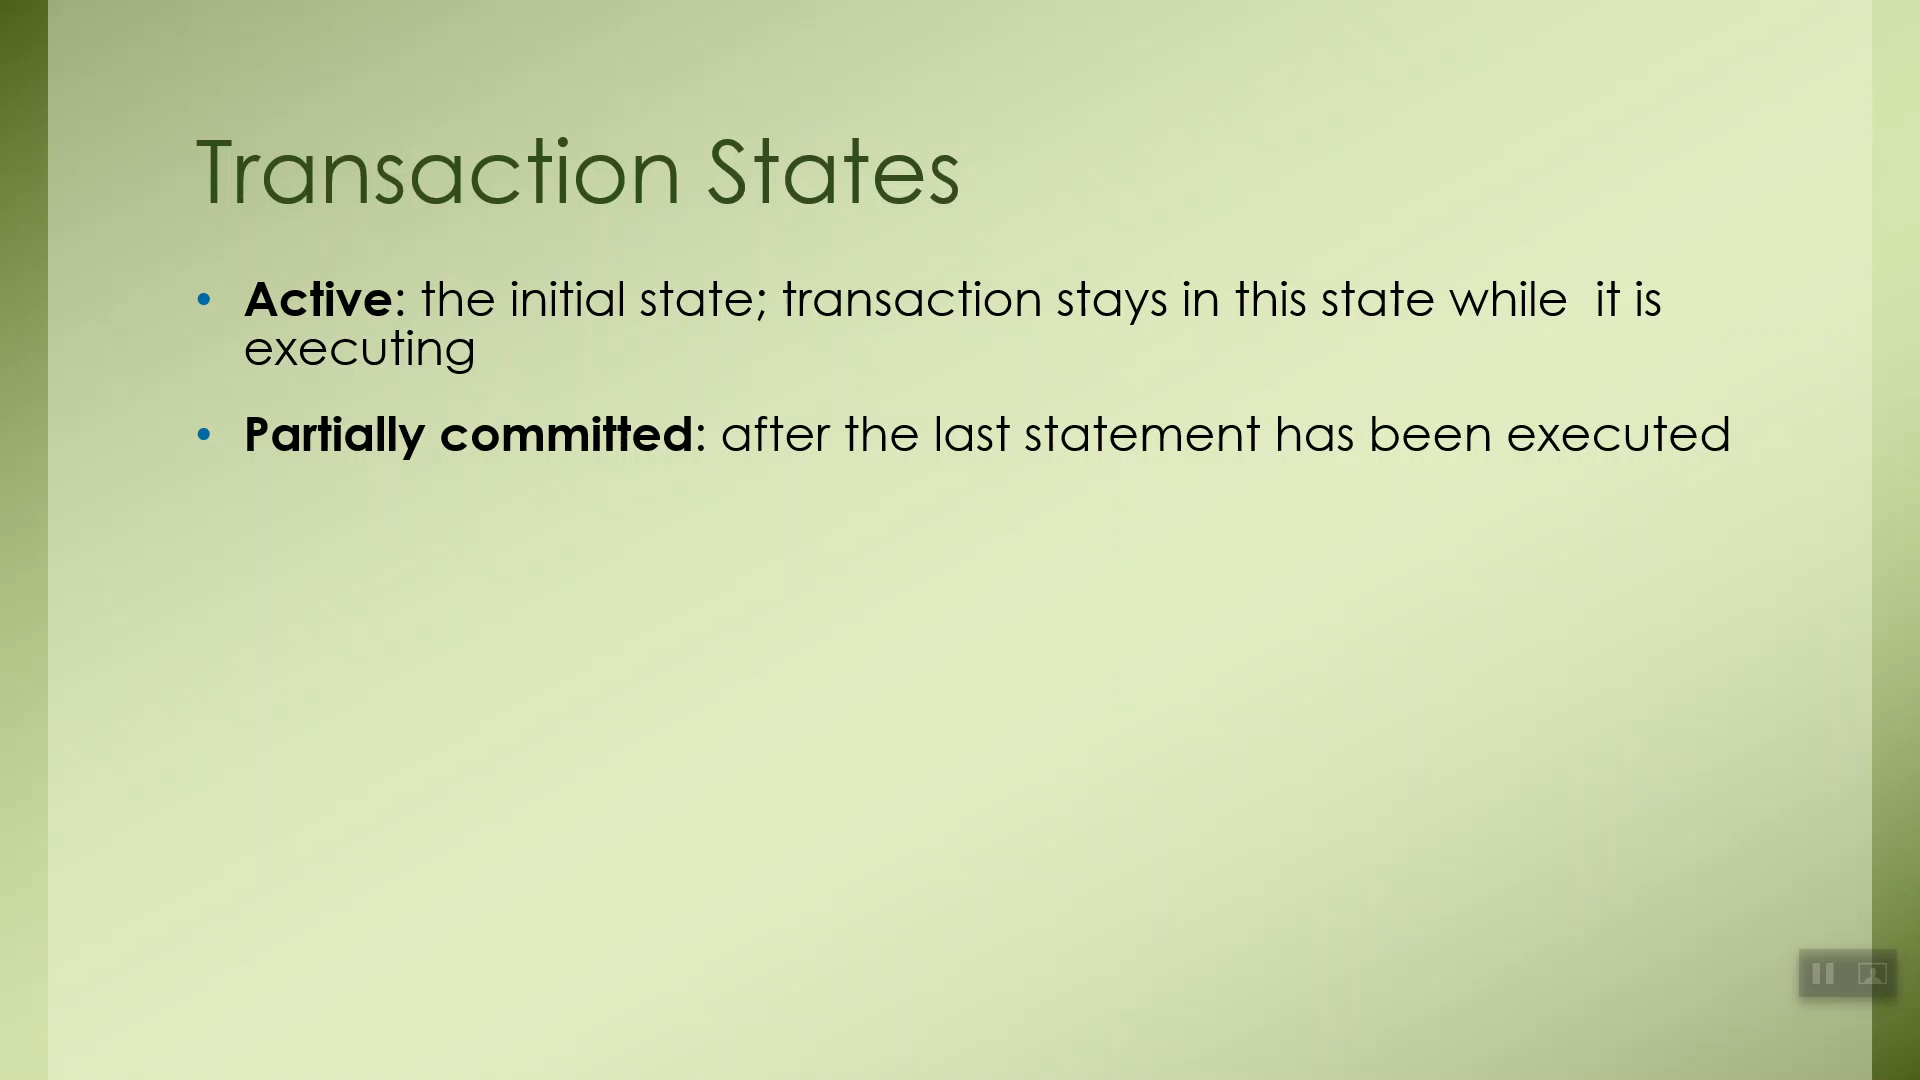 Transaction States
• Active: the initial state; transaction stays in this state while  it is
executing
• Partially committed: after the last statement has been executed